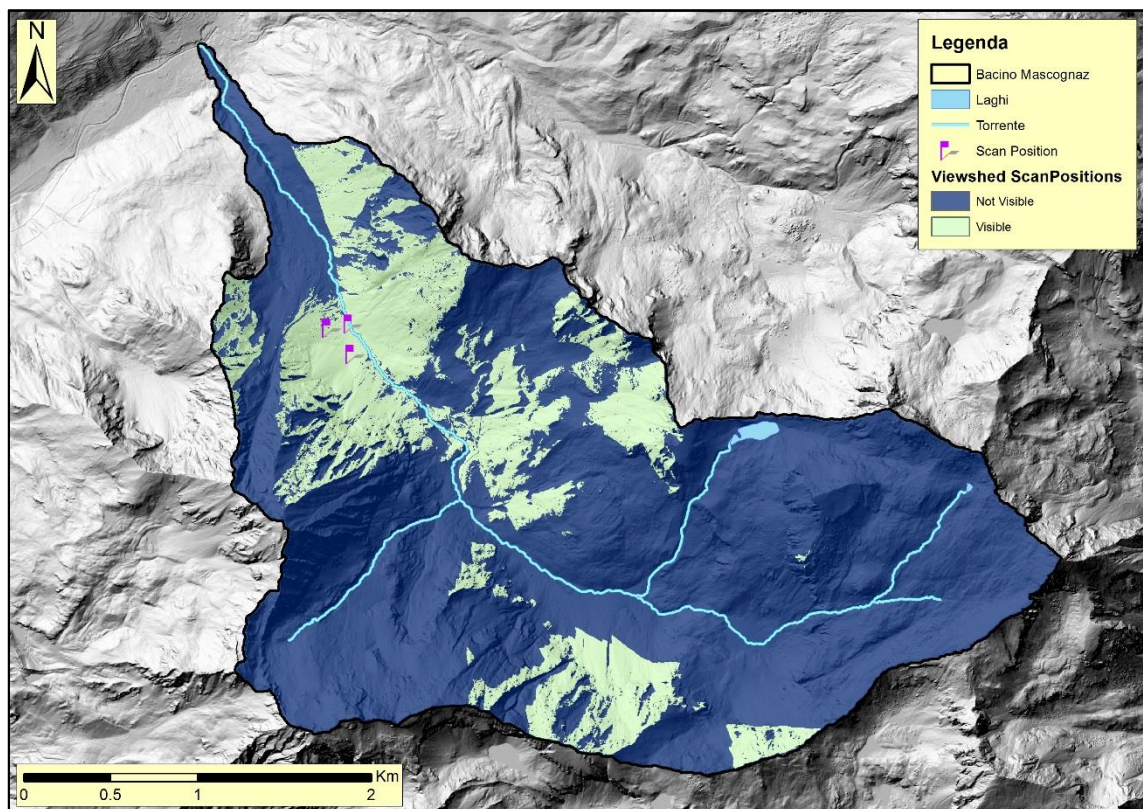 N
Legenda
Bacino Mascognaz
Laghi
Torrente
Scan Position
Viewshed ScanPositions
Not Visible
Visible
Km
0 0.5 1 2